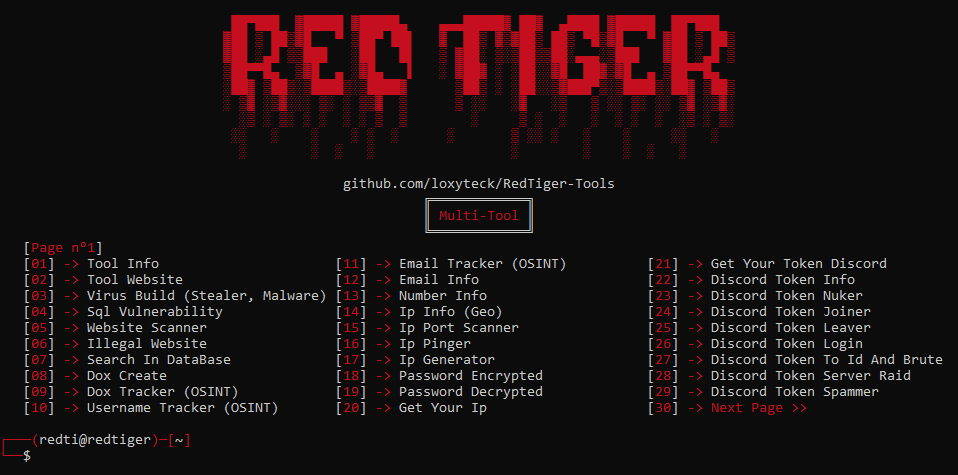 RED TIGER
github.com/loxyteck/RedTiger-Tools
Multi-Tool
[Page n°1]
[01] -> Tool Info [11] -> Email Tracker (OSINT) [21] -> Get Your Token Discord
[02] -> Tool Website [12] -> Email Info [22] -> Discord Token Info
[03] -> Virus Build (Stealer, Malware) [13] -> Number Info [23] -> Discord Token Nuker
[04] -> Sql Vulnerability [14] -> Ip Info (Geo) [24] -> Discord Token Joiner
[05] -> Website Scanner [15] -> Ip Port Scanner [25] -> Discord Token Leaver
[06] -> Illegal Website [16] -> Ip Pinger [26] -> Discord Token Login
[07] -> Search In DataBase [17] -> Ip Generator [27] -> Discord Token To Id And Brute
[08] -> Dox Create [18] -> Password Encrypted [28] -> Discord Token Server Raid
[09] -> Dox Tracker (OSINT) [19] -> Password Decrypted [29] -> Discord Token Spammer
[10] -> Username Tracker (OSINT) [20] -> Get Your Ip [30] -> Next Page >>
(redti@redtiger)-[~]
$